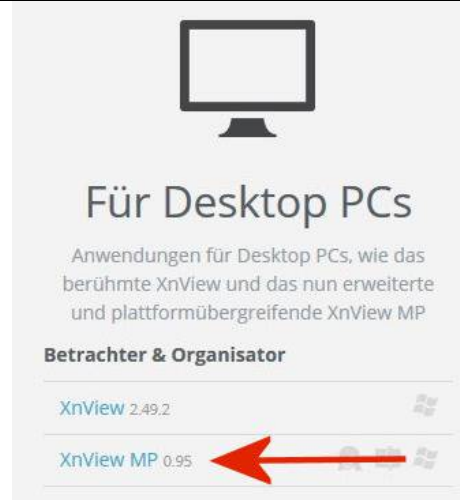 Für Desktop PCs
Anwendungen für Desktop PCs, wie das
berühmte XnView und das nun erweiterte
und plattformübergreifende XnView MP
Betrachter & Organisator
XnView 2.49.2
XnView MP 0.95